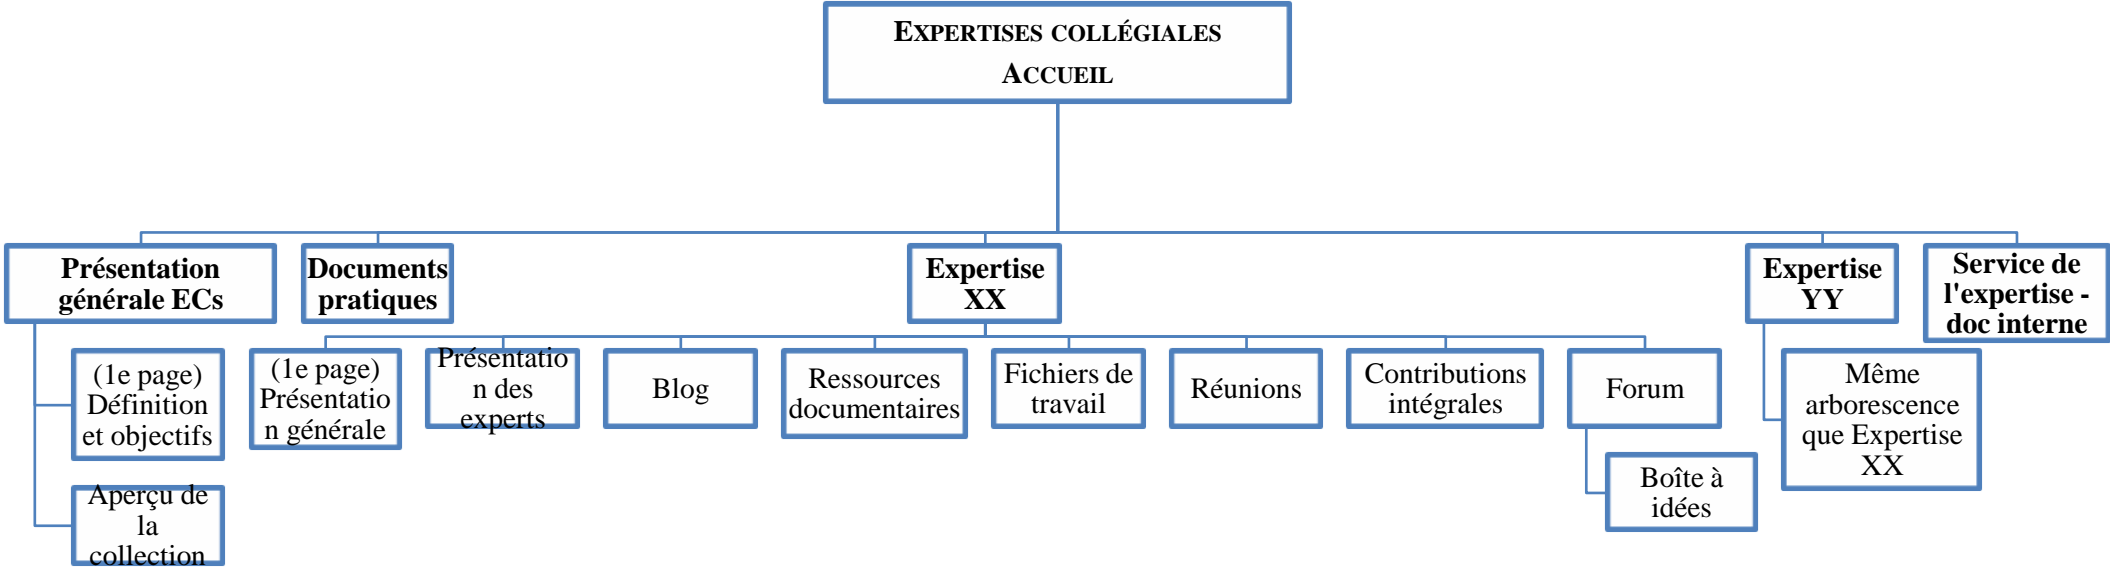 EXPERTISES COLLÉGIALES
ACCUEIL
Présentation
générale ECs
Documents
pratiques
Expertise
XX
Expertise
YY
Service de
l'expertise -
doc interne
(1e page)
Définition
et objectifs
Aperçu de
la
collection
(1e page)
Présentatio
n générale
Présentatio
n des
experts
Blog
Ressources
documentaires
Fichiers de
travail
Réunions
Contributions
intégrales
Forum
Boîte à
idées
Même
arborescence
que Expertise
XX